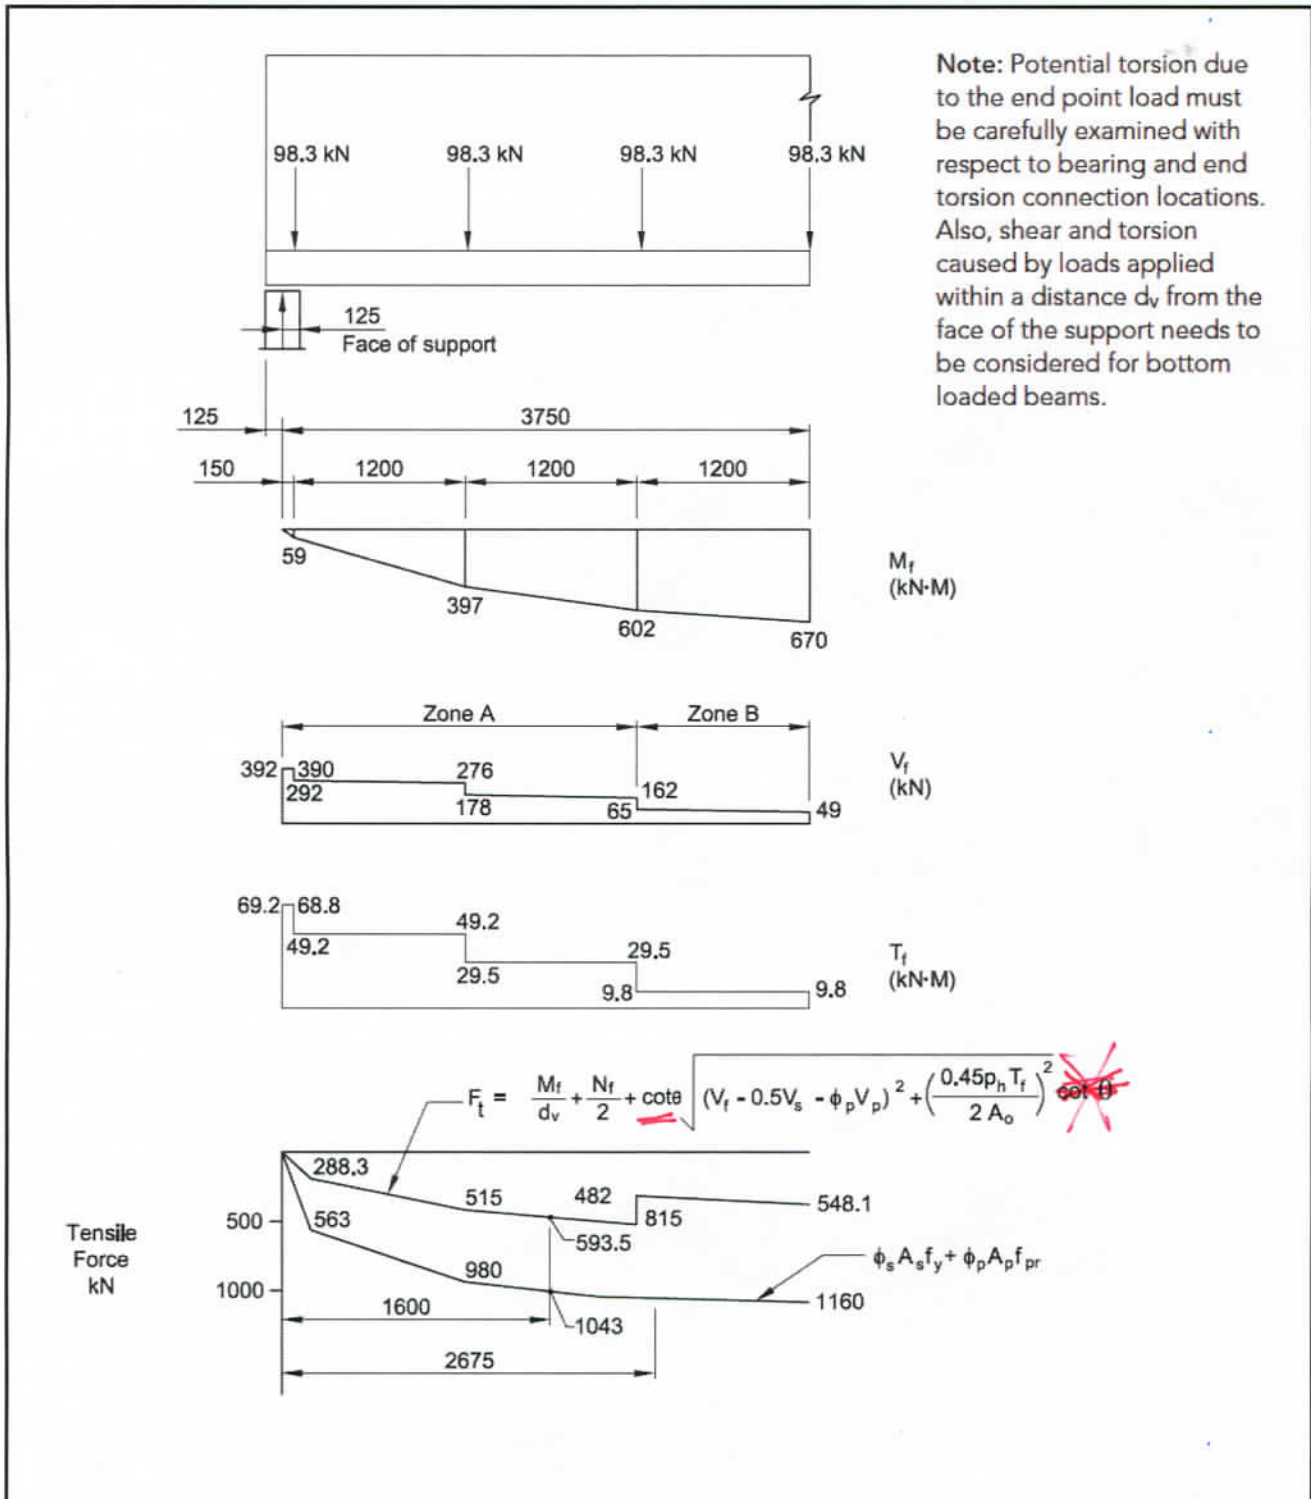 Note: Potential torsion due
to the end point load must
be carefully examined with
respect to bearing and end
torsion connection locations.
Also, shear and torsion
caused by loads applied
within a distance dv from the
face of the support needs to
be considered for bottom
loaded beams.
98.3 kN 98.3 kN 98.3 kN 98.3 kN
125
Face of support
125 3750
150 1200 1200 1200
59
397
602
670
Mf
(kN·M)
Zone A Zone B
392 390 276 162
292 178 65 49
Vf
(kN)
69.2 68.8 49.2 29.5
49.2 29.5 9.8 9.8
Tf
(kN·M)
Ft = Mf/dv + Nf/2 + cotθ √((Vf - 0.5Vs - ϕpVp)² + (0.45phTf / 2Ao)²) cot θ
Tensile
Force
kN
500
1000
288.3
563
515
482
548.1
815
593.5
980
ϕsAsfy + ϕpApfpr
1160
1600
1043
2675